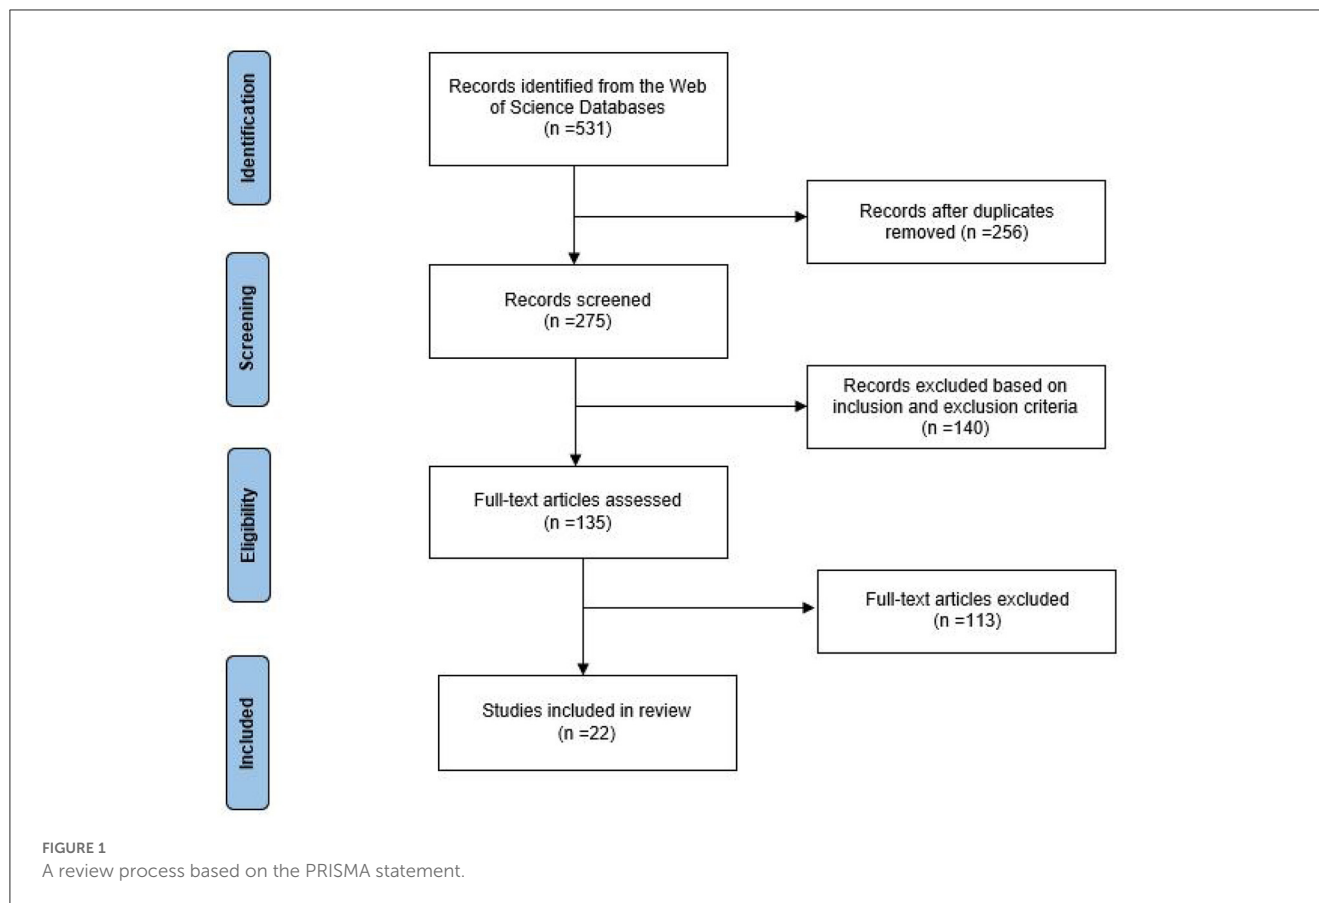 Identification
Records identified from the Web
of Science Databases
(n =531)
Records after duplicates
removed (n =256)
Screening
Records screened
(n =275)
Records excluded based on
inclusion and exclusion criteria
(n =140)
Eligibility
Full-text articles assessed
(n =135)
Full-text articles excluded
(n =113)
Included
Studies included in review
(n =22)
FIGURE 1
A review process based on the PRISMA statement.